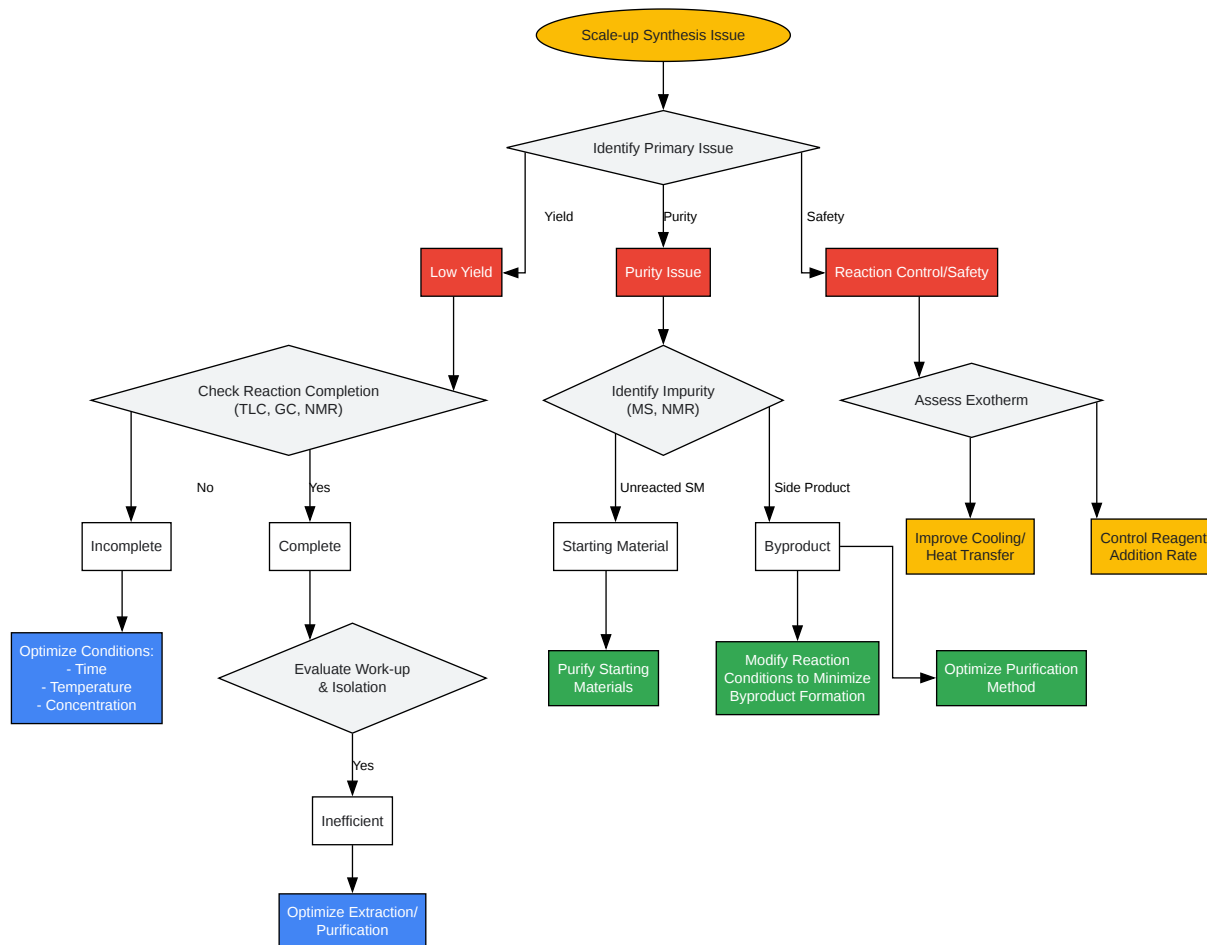 Scale-up Synthesis Issue
Identify Primary Issue
Yield
Purity
Safety
Low Yield
Purity Issue
Reaction Control/Safety
Check Reaction Completion
(TLC, GC, NMR)
Identify Impurity
(MS, NMR)
Assess Exotherm
No
Yes
Unreacted SM
Side Product
Incomplete
Complete
Starting Material
Byproduct
Improve Cooling/
Heat Transfer
Control Reagent
Addition Rate
Optimize Conditions:
- Time
- Temperature
- Concentration
Evaluate Work-up
& Isolation
Purify Starting
Materials
Modify Reaction
Conditions to Minimize
Byproduct Formation
Optimize Purification
Method
Yes
Inefficient
Optimize Extraction/
Purification